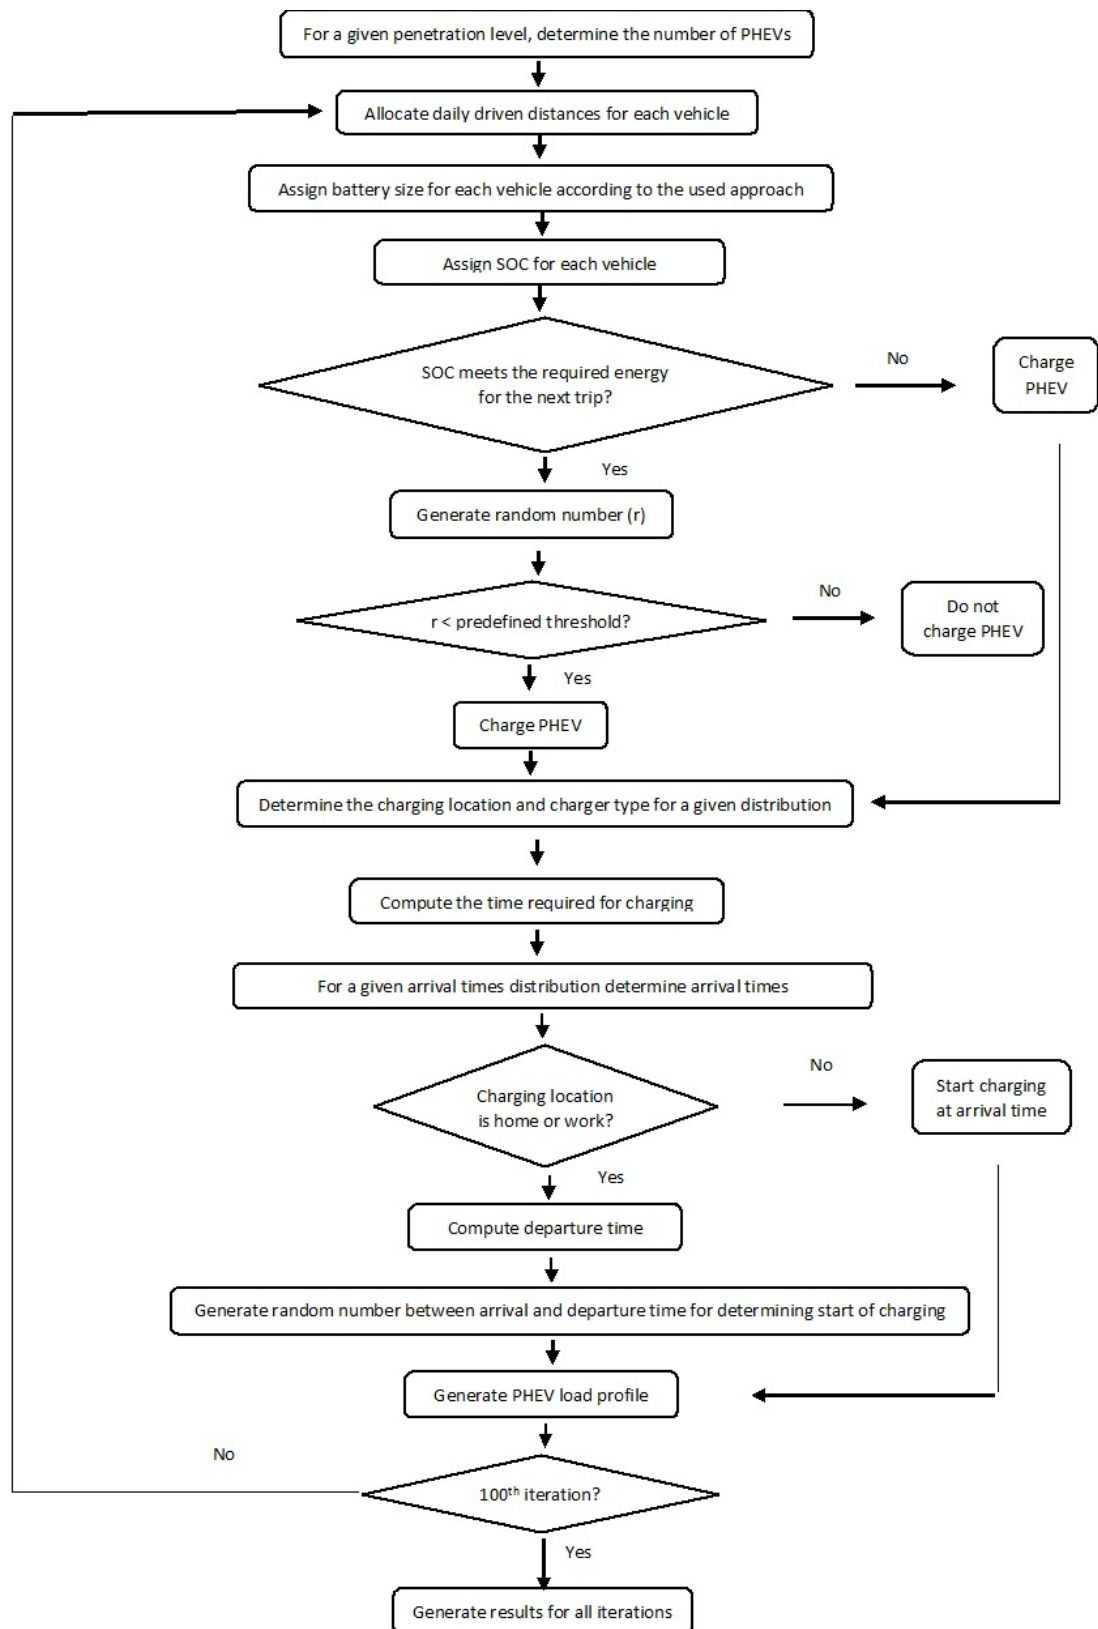 For a given penetration level, determine the number of PHEVs
Allocate daily driven distances for each vehicle
Assign battery size for each vehicle according to the used approach
Assign SOC for each vehicle
SOC meets the required energy
for the next trip?
No
Charge
PHEV
Yes
Generate random number (r)
r < predefined threshold?
No
Do not
charge PHEV
Yes
Charge PHEV
Determine the charging location and charger type for a given distribution
Compute the time required for charging
For a given arrival times distribution determine arrival times
Charging location
is home or work?
No
Start charging
at arrival time
Yes
Compute departure time
Generate random number between arrival and departure time for determining start of charging
Generate PHEV load profile
No
100th iteration?
Yes
Generate results for all iterations